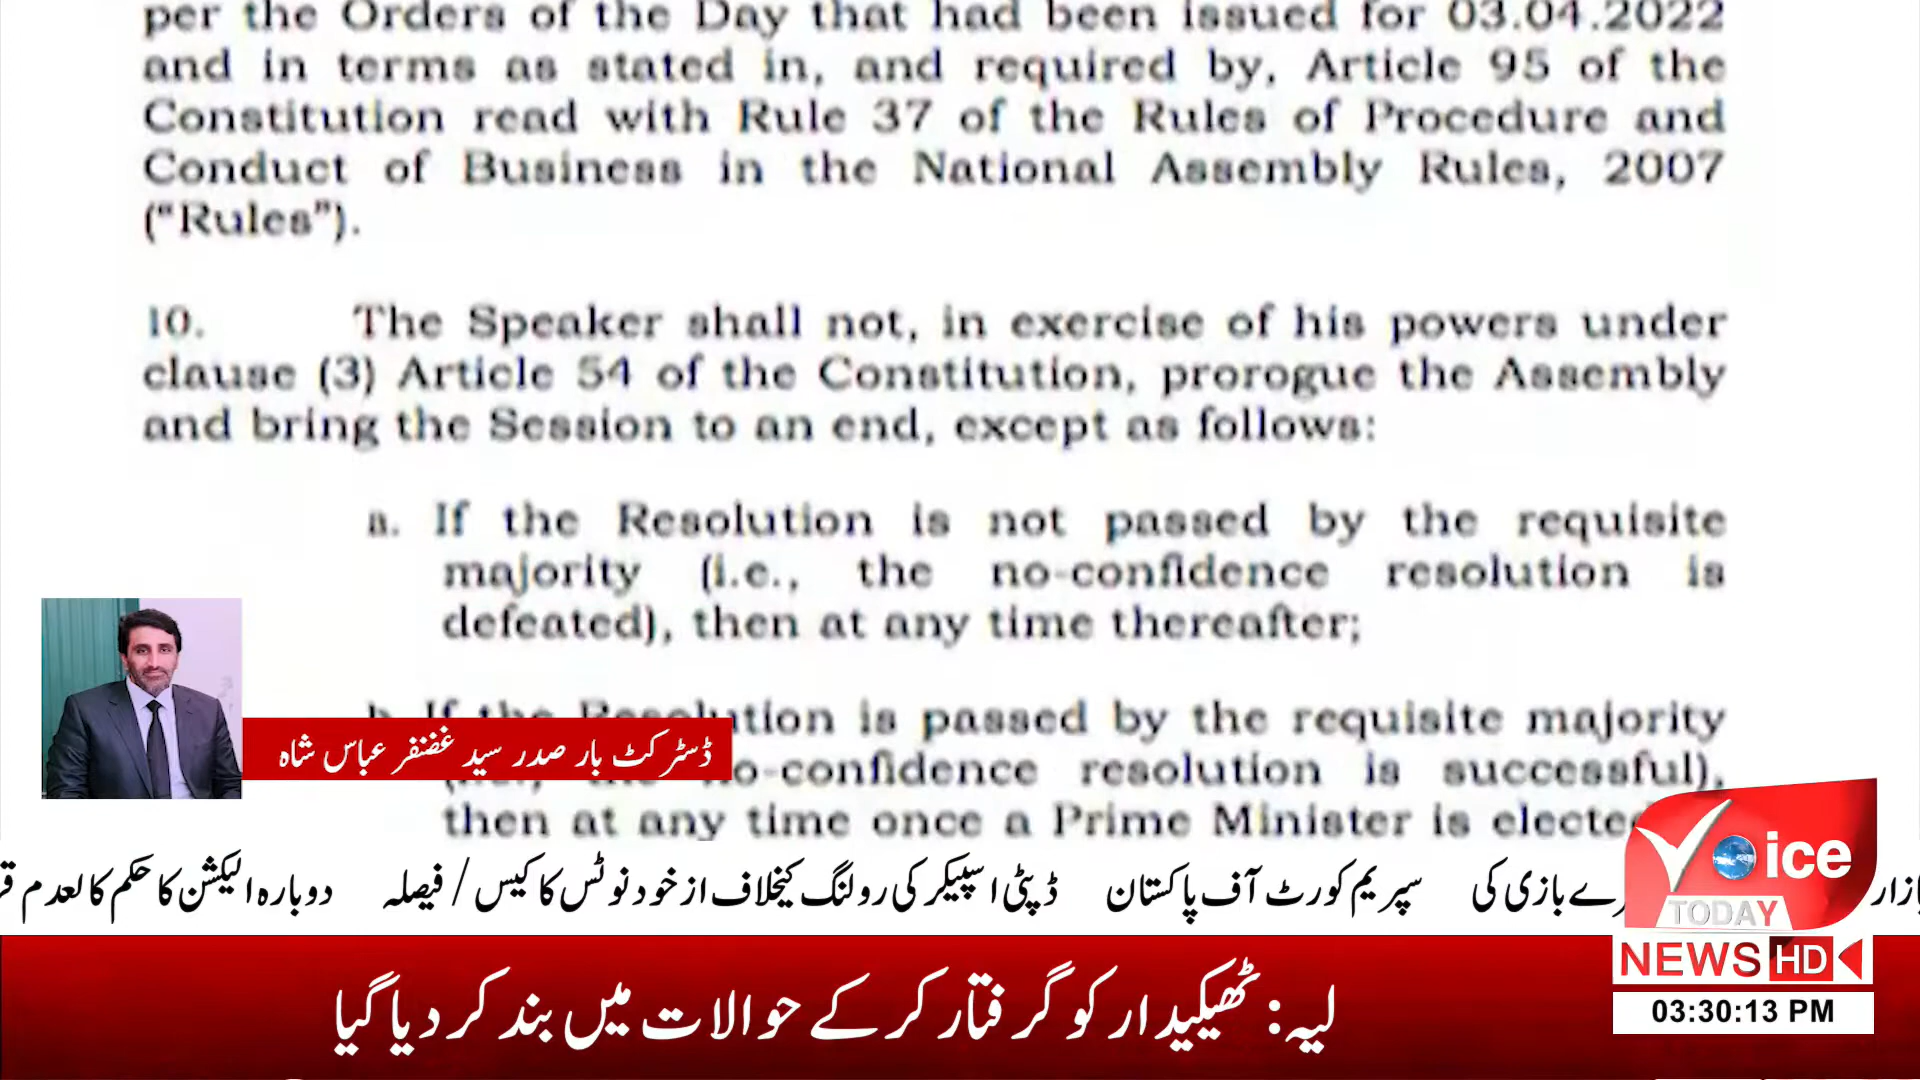 per the Orders of the Day that had been issued for 03.04.2022
and in terms as stated in, and required by, Article 95 of the
Constitution read with Rule 37 of the Rules of Procedure and
Conduct of Business in the National Assembly Rules, 2007
("Rules").
10. The Speaker shall not, in exercise of his powers under
clause (3) Article 54 of the Constitution, prorogue the Assembly
and bring the Session to an end, except as follows:
a. If the Resolution is not passed by the requisite
majority (i.e., the no-confidence resolution is
defeated), then at any time thereafter;
b. If the Resolution is passed by the requisite majority
no-confidence resolution is successful),
then at any time once a Prime Minister is elected
ڈسٹرکٹ بار صدر سید غضنفر عباس شاہ
Voice
TODAY
بازی کی سپریم کورٹ آف پاکستان ڈپٹی اسپیکر کی رولنگ کیخلاف ازخود نوٹس کا کیس / فیصلہ دوبارہ الیکشن کا حکم کالعدم
NEWS HD
لیہ: ٹھیکیدار کو گرفتار کر کے حوالات میں بند کر دیا گیا
03:30:13 PM